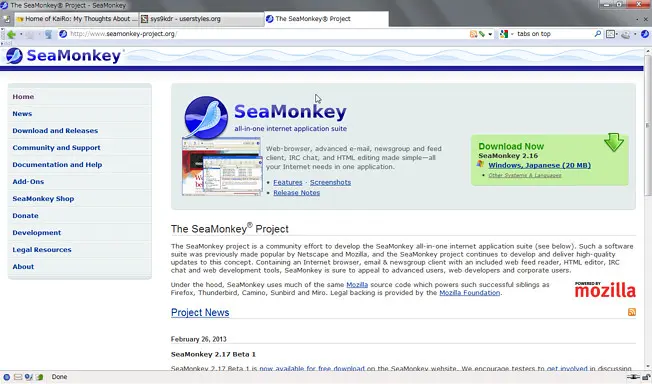 The SeaMonkey® Project - SeaMonkey
Home of KaiRo: My Thoughts About ...
sys9kdr - userstyles.org
The SeaMonkey® Project
http://www.seamonkey-project.org/
tabs on top
SeaMonkey
Home
News
Download and Releases
Community and Support
Documentation and Help
Add-Ons
SeaMonkey Shop
Donate
Development
Legal Resources
About
SeaMonkey
all-in-one internet application suite
Web-browser, advanced e-mail, newsgroup and feed
client, IRC chat, and HTML editing made simple—all
your Internet needs in one application.
• Features · Screenshots
• Release Notes
Download Now
SeaMonkey 2.16
Windows, Japanese (20 MB)
• Other Systems & Languages
The SeaMonkey® Project
The SeaMonkey project is a community effort to develop the SeaMonkey all-in-one internet application suite (see below). Such a software
suite was previously made popular by Netscape and Mozilla, and the SeaMonkey project continues to develop and deliver high-quality
updates to this concept. Containing an Internet browser, email & newsgroup client with an included web feed reader, HTML editor, IRC
chat and web development tools, SeaMonkey is sure to appeal to advanced users, web developers and corporate users.
Under the hood, SeaMonkey uses much of the same Mozilla source code which powers such successful siblings as
Firefox, Thunderbird, Camino, Sunbird and Miro. Legal backing is provided by the Mozilla Foundation.
POWERED BY
mozilla
Project News
February 26, 2013
SeaMonkey 2.17 Beta 1
SeaMonkey 2.17 Beta 1 is now available for free download on the SeaMonkey website. We encourage testers to get involved in discussing
Done